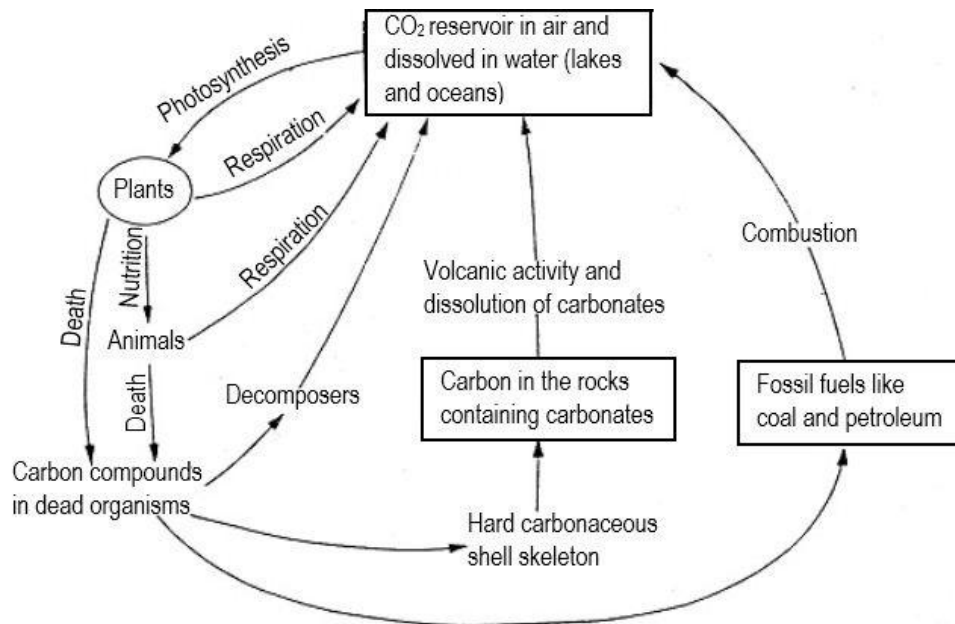 CO₂ reservoir in air and
dissolved in water (lakes
and oceans)
Photosynthesis
Respiration
Plants
Respiration
Nutrition
Death
Animals
Death
Combustion
Volcanic activity and
dissolution of carbonates
Decomposers
Carbon in the rocks
containing carbonates
Fossil fuels like
coal and petroleum
Carbon compounds
in dead organisms
Hard carbonaceous
shell skeleton